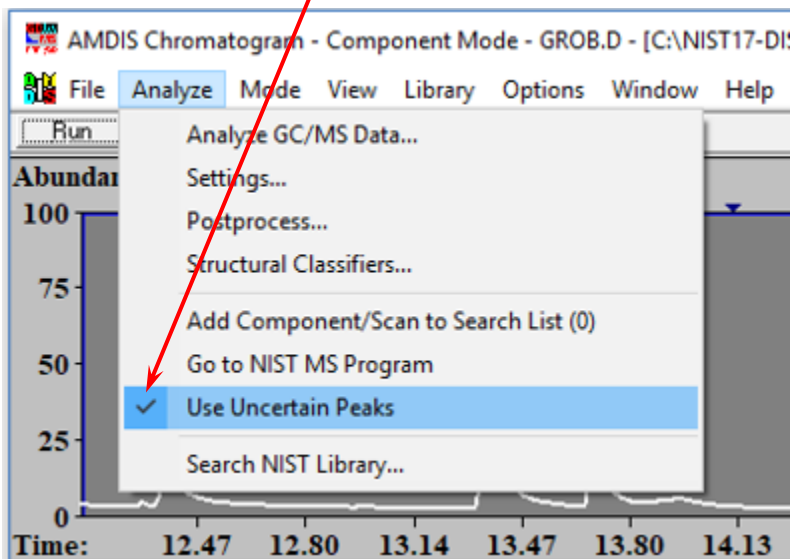 AMDIS Chromatogram - Component Mode - GROB.D - [C:\NIST17-DIS
File Analyze Mode View Library Options Window Help
Run
Analyze GC/MS Data...
Abundan
Settings...
100
Postprocess...
Structural Classifiers...
75
Add Component/Scan to Search List (0)
50
Go to NIST MS Program
Use Uncertain Peaks
25
Search NIST Library...
0
Time: 12.47 12.80 13.14 13.47 13.80 14.13